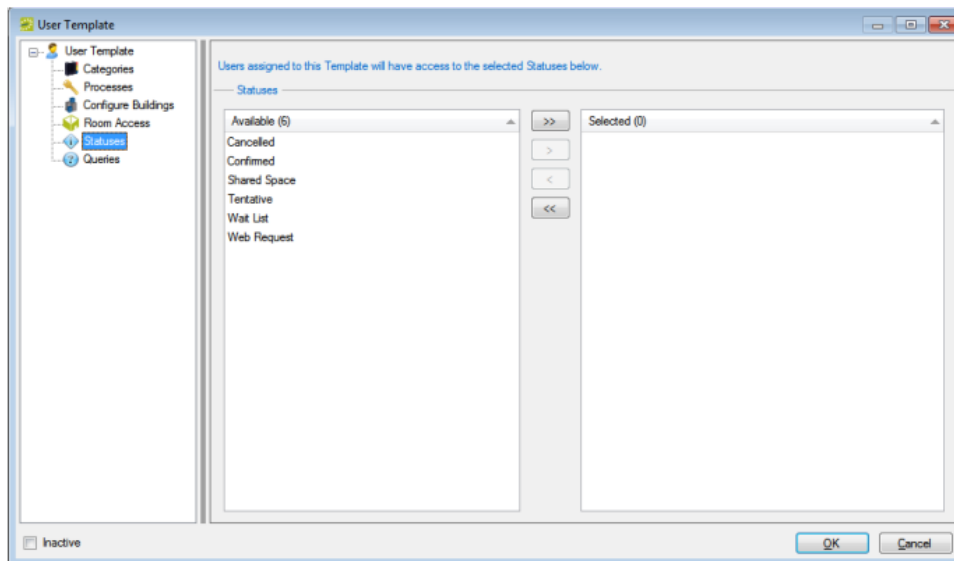 User Template
User Template
Categories
Processes
Configure Buildings
Room Access
Statuses
Queries
Users assigned to this Template will have access to the selected Statuses below.
Statuses
Available (6)
Cancelled
Confirmed
Shared Space
Tentative
Wait List
Web Request
>>
>
<
<<
Selected (0)
Inactive
OK
Cancel